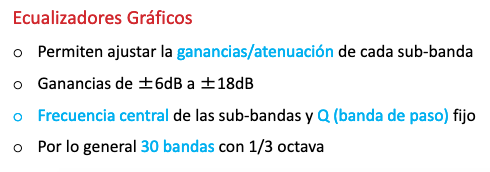 Ecualizadores Gráficos
o Permiten ajustar la ganancias/atenuación de cada sub-banda
o Ganancias de ±6dB a ±18dB
o Frecuencia central de las sub-bandas y Q (banda de paso) fijo
o Por lo general 30 bandas con 1/3 octava